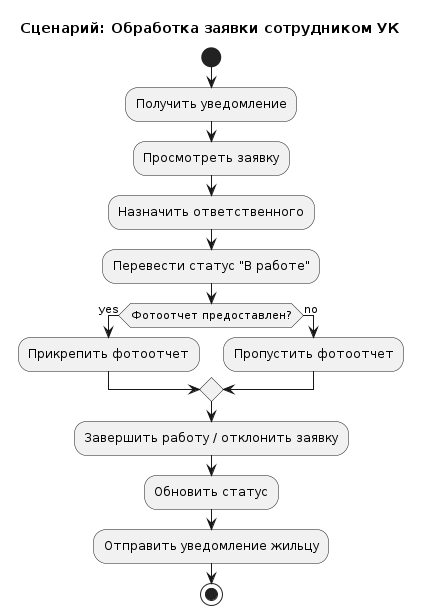 Сценарий: Обработка заявки сотрудником УК
Получить уведомление
Просмотреть заявку
Назначить ответственного
Перевести статус "В работе"
yes
Фотоотчет предоставлен?
no
Прикрепить фотоотчет
Пропустить фотоотчет
Завершить работу / отклонить заявку
Обновить статус
Отправить уведомление жильцу